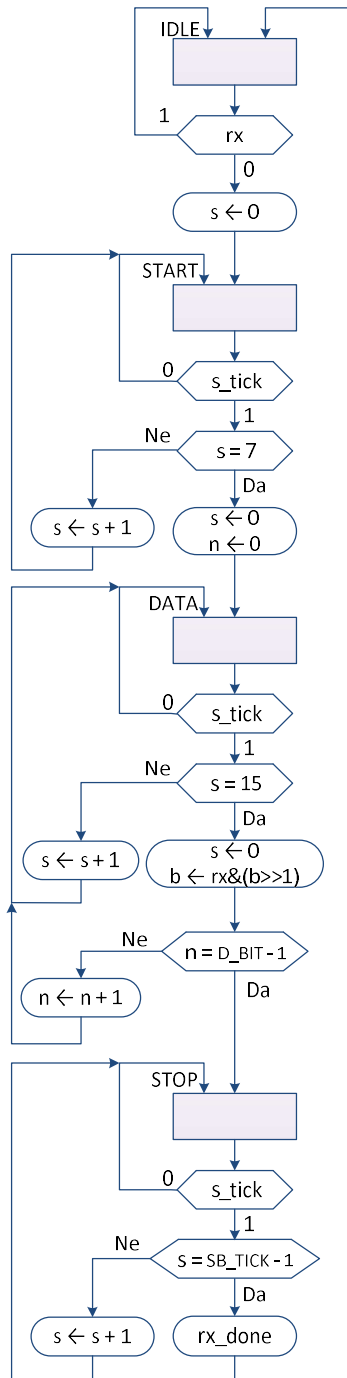 IDLE
1
rx
0
s ← 0
START
0
s_tick
1
Ne
s = 7
Da
s ← s + 1
s ← 0
n ← 0
DATA
0
s_tick
1
Ne
s = 15
Da
s ← s + 1
s ← 0
b ← rx&(b>>1)
Ne
n = D_BIT - 1
n ← n + 1
Da
STOP
0
s_tick
1
Ne
s = SB_TICK - 1
Da
s ← s + 1
rx_done